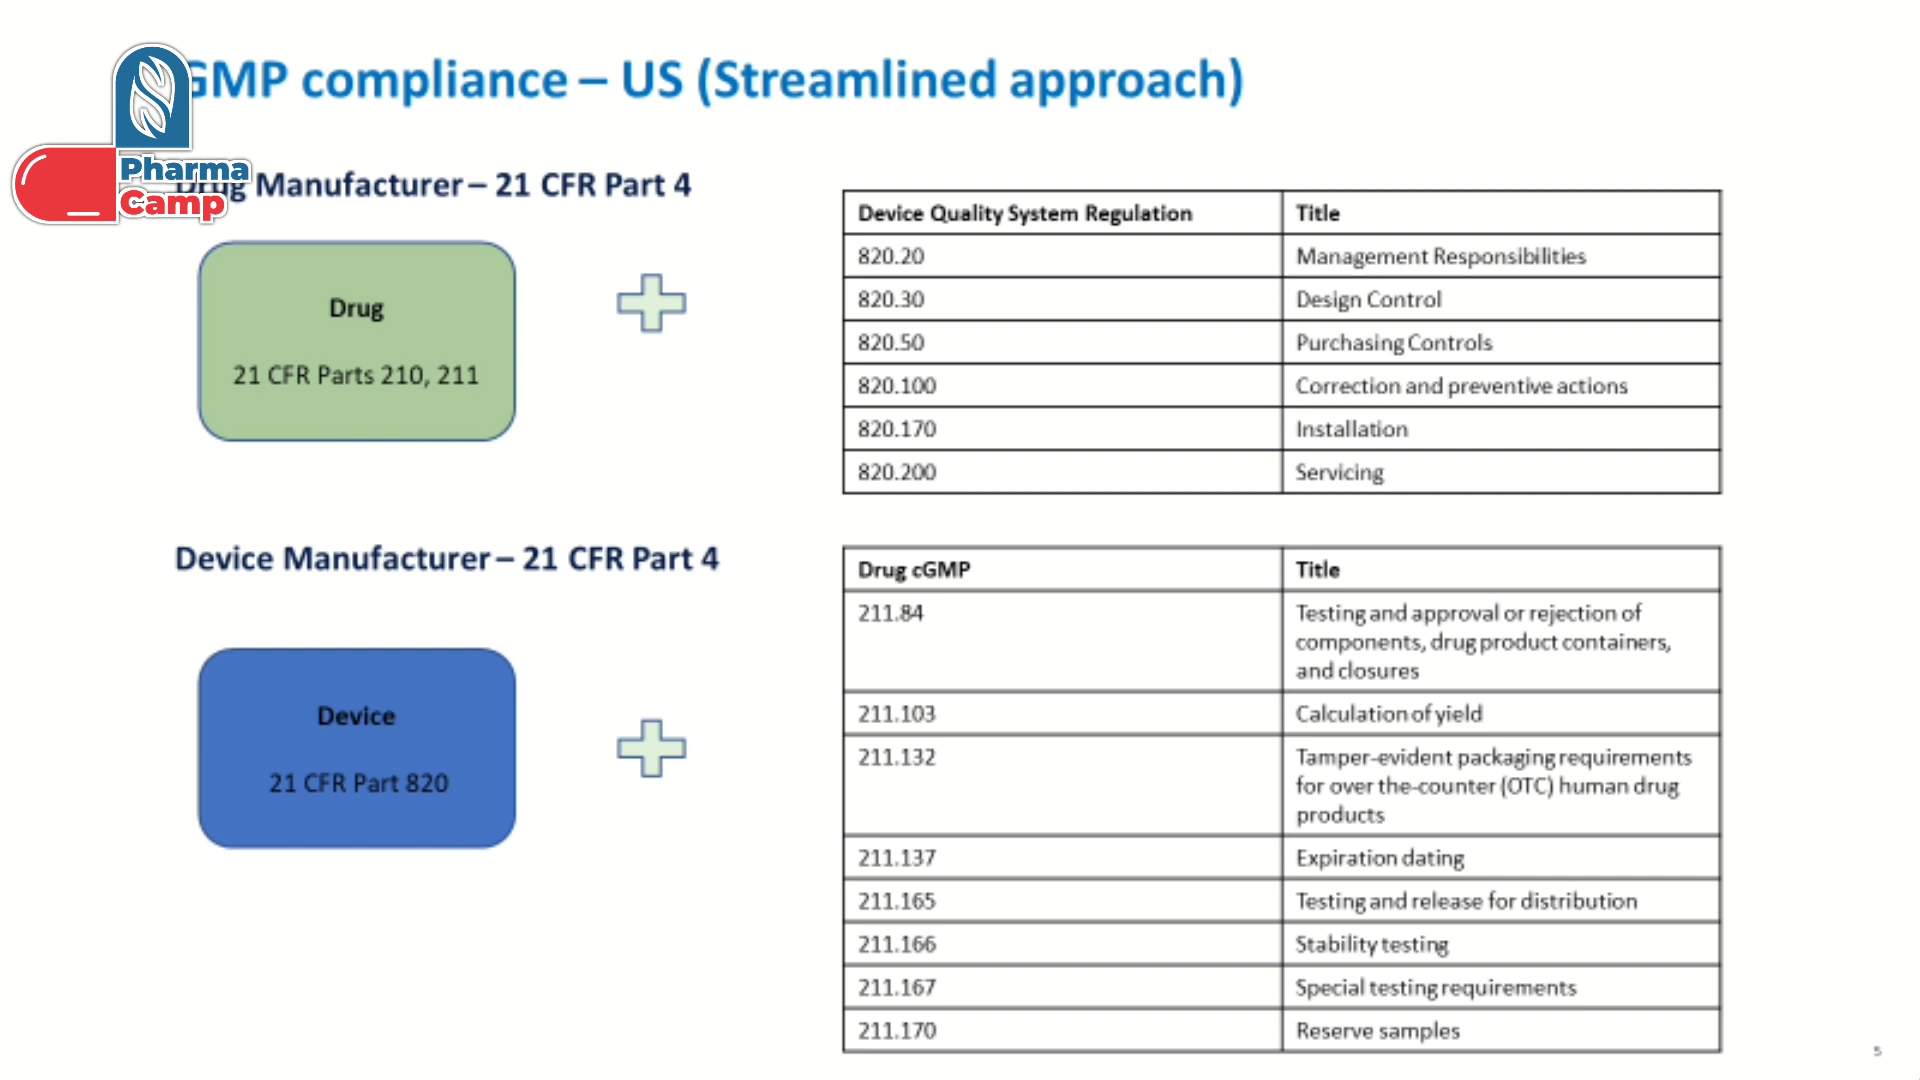 GMP compliance – US (Streamlined approach)
Pharma
Camp
Drug Manufacturer – 21 CFR Part 4
Drug
21 CFR Parts 210, 211
Device Quality System Regulation Title
820.20 Management Responsibilities
820.30 Design Control
820.50 Purchasing Controls
820.100 Correction and preventive actions
820.170 Installation
820.200 Servicing
Device Manufacturer – 21 CFR Part 4
Device
21 CFR Part 820
Drug cGMP Title
211.84 Testing and approval or rejection of
components, drug product containers,
and closures
211.103 Calculation of yield
211.132 Tamper-evident packaging requirements
for over the-counter (OTC) human drug
products
211.137 Expiration dating
211.165 Testing and release for distribution
211.166 Stability testing
211.167 Special testing requirements
211.170 Reserve samples
5